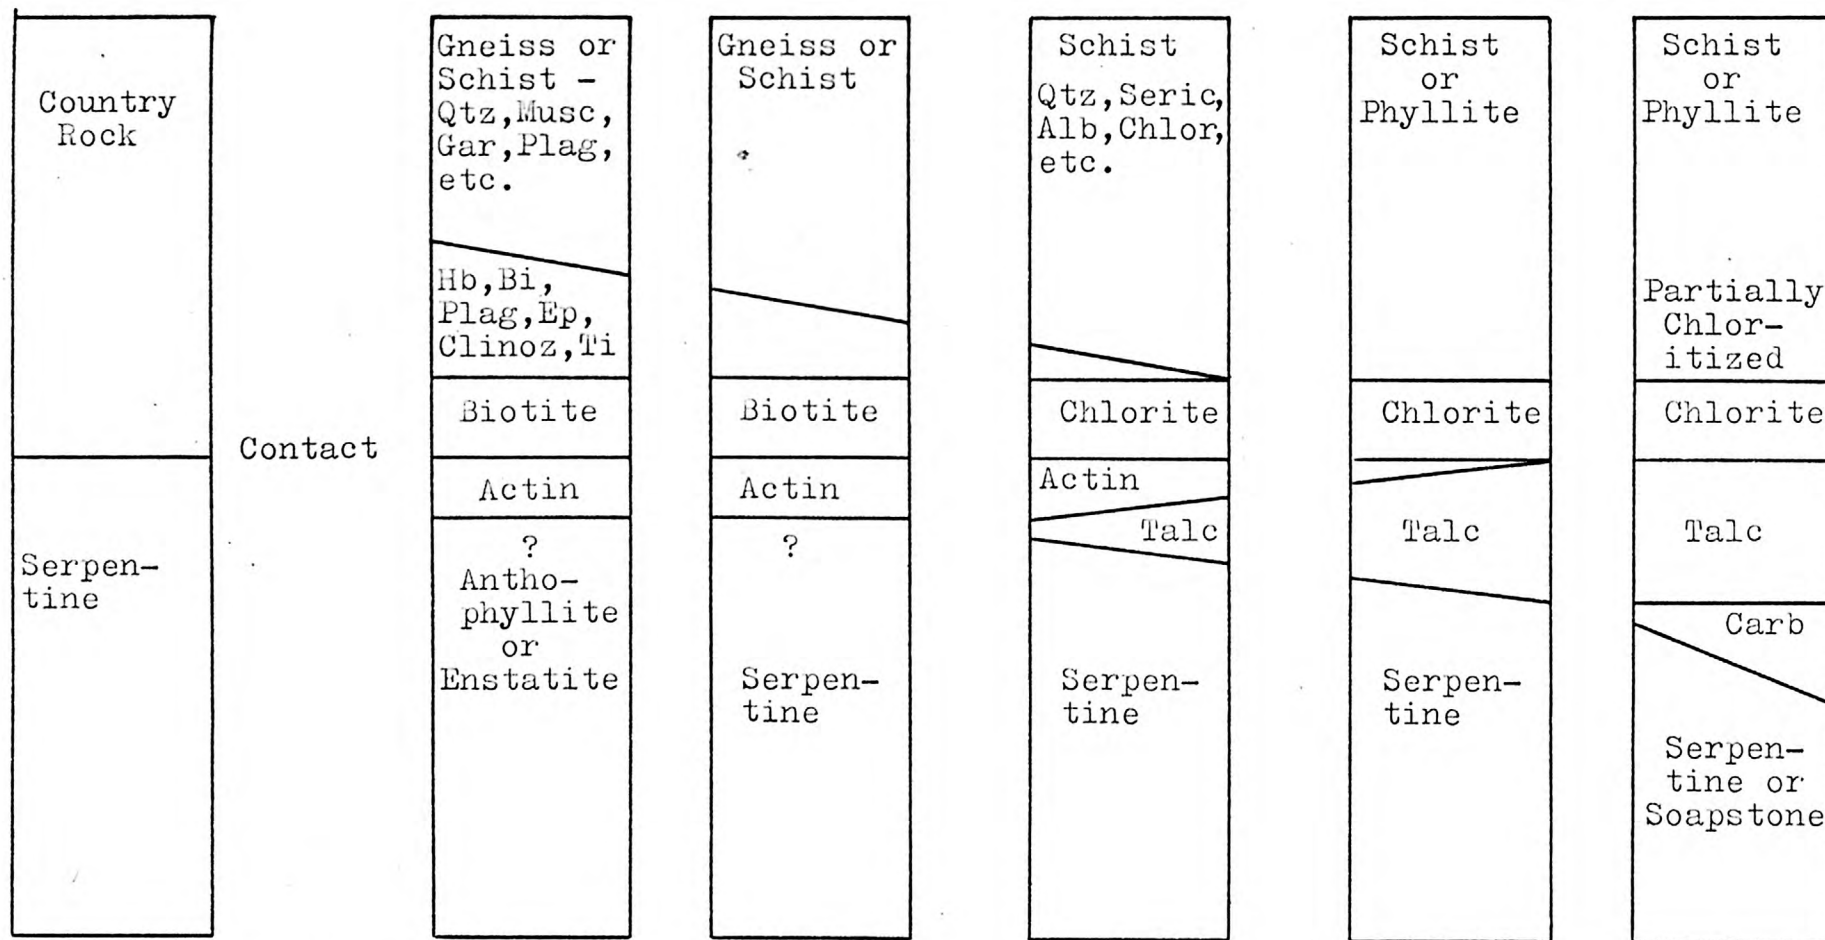 Country
Rock
Serpen-
tine
Contact
Gneiss or
Schist -
Qtz,Musc,
Gar,Plag,
etc.
Hb,Bi,
Plag,Ep,
Clinoz,Ti
Biotite
Actin
?
Antho-
phyllite
or
Enstatite
Gneiss or
Schist
Biotite
Actin
?
Serpen-
tine
Schist
Qtz,Seric,
Alb,Chlor,
etc.
Chlorite
Actin
Talc
Serpen-
tine
Schist
or
Phyllite
Chlorite
Talc
Serpen-
tine
Schist
or
Phyllite
Partially
Chlor-
itized
Chlorite
Talc
Carb
Serpen-
tine or
Soapstone